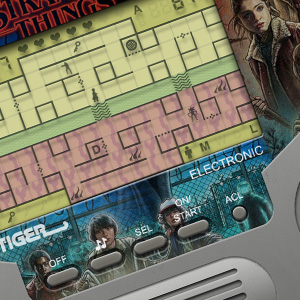 STRANGER
THINGS
A
D
M L
ELECTRONIC
TIGER
OFF
SEL
ON/
START
ACL